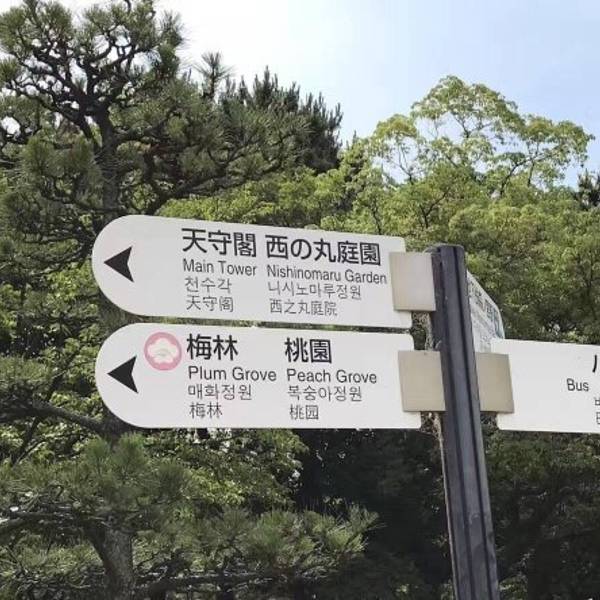 天守閣 西の丸庭園
Main Tower Nishinomaru Garden
천수각 니시노마루정원
天守阁 西之丸庭院
梅林 桃園
Plum Grove Peach Grove
매화정원 복숭아정원
梅林 桃园
Bus